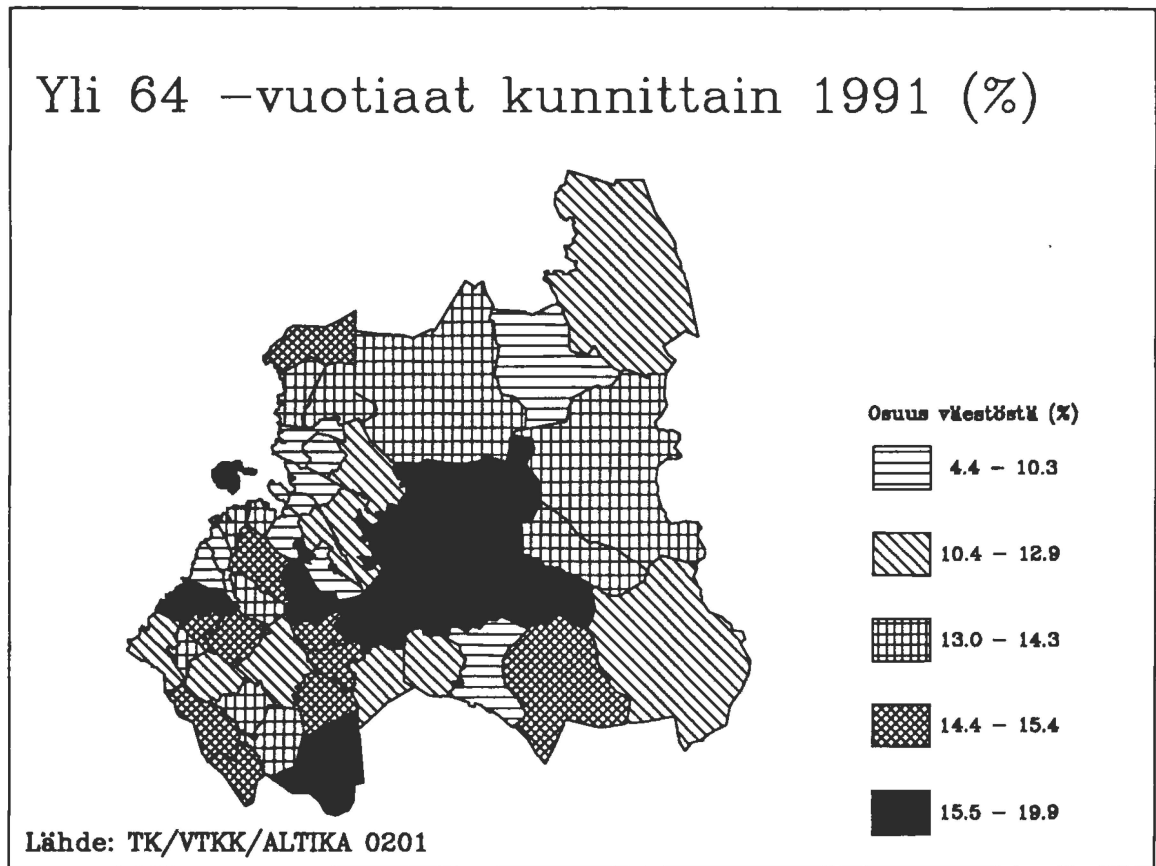 Yli 64 -vuotiaat kunnittain 1991 (%)
Osuus väestöstä (%)
4.4 - 10.3
10.4 - 12.9
13.0 - 14.3
14.4 - 15.4
15.5 - 19.9
Lähde: TK/VTKK/ALTIKA 0201